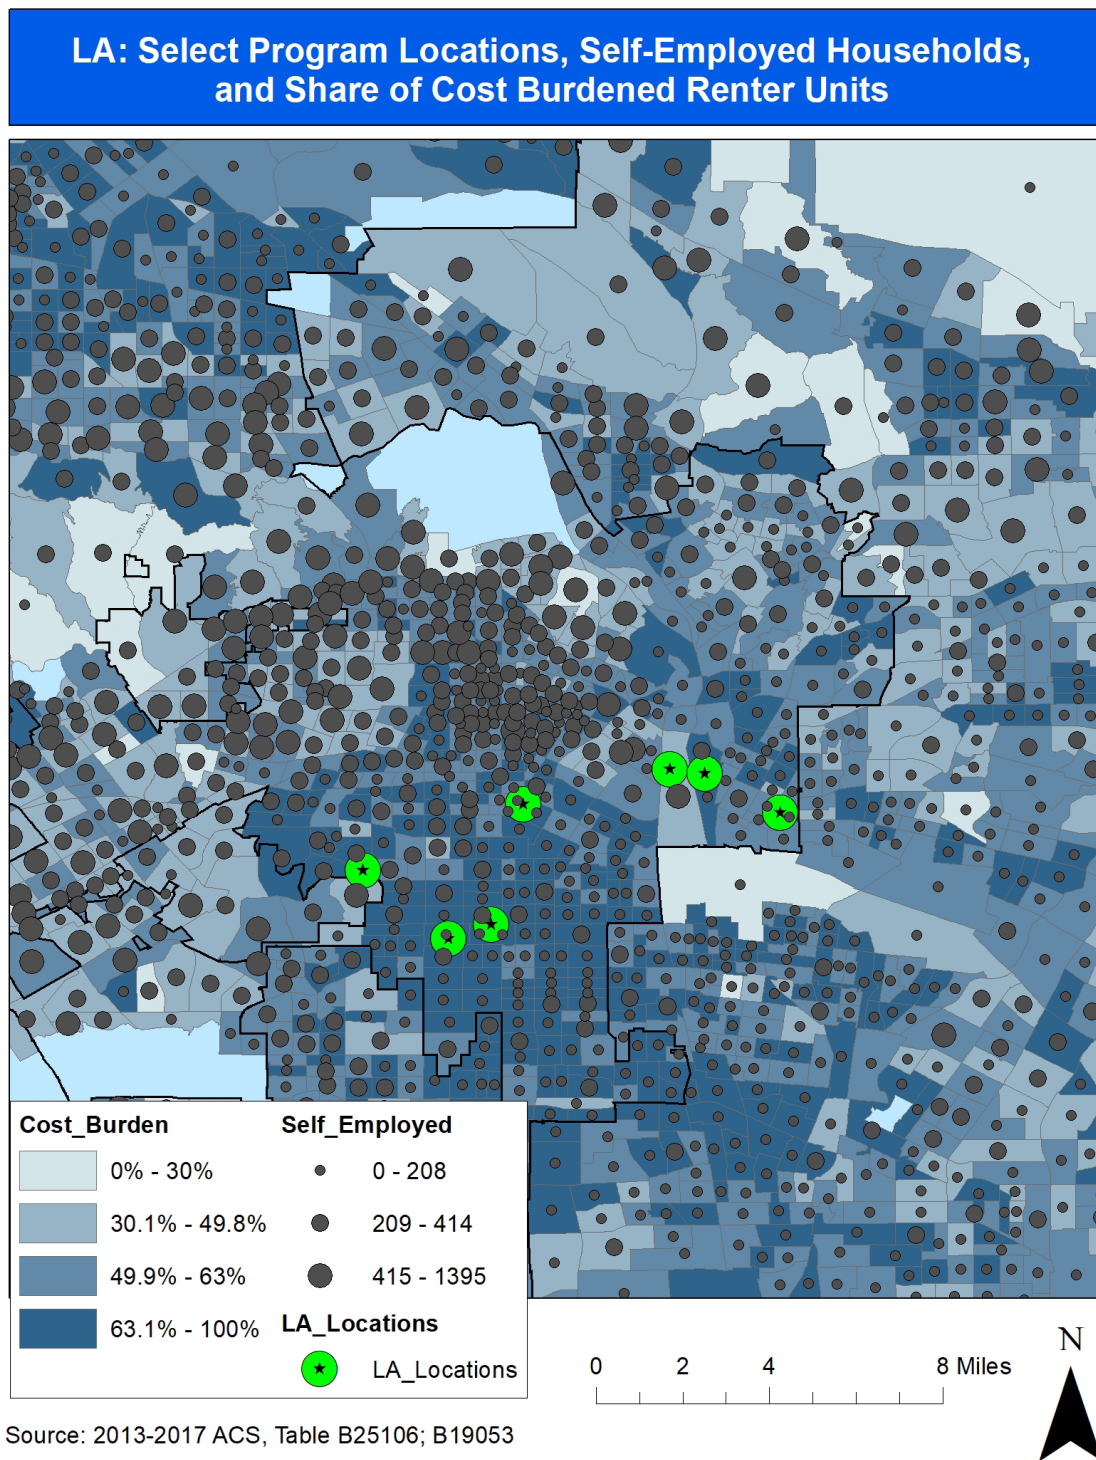 LA: Select Program Locations, Self-Employed Households,
and Share of Cost Burdened Renter Units
Cost_Burden
0% - 30%
30.1% - 49.8%
49.9% - 63%
63.1% - 100%
Self_Employed
0 - 208
209 - 414
415 - 1395
LA_Locations
LA_Locations
0 2 4 8 Miles
N
Source: 2013-2017 ACS, Table B25106; B19053